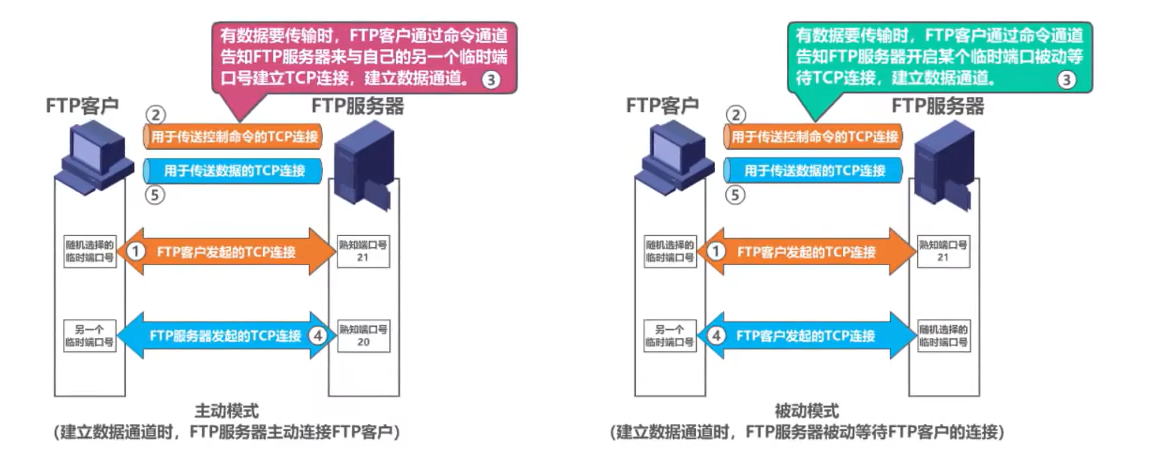 有数据要传输时，FTP客户通过命令通道
告知FTP服务器来与自己的另一个临时端
口号建立TCP连接，建立数据通道。 ③
FTP客户
FTP服务器
②
用于传送控制命令的TCP连接
用于传送数据的TCP连接
⑤
随机选择的
临时端口号
① FTP客户发起的TCP连接
熟知端口号
21
另一个
临时端口号
FTP服务器发起的TCP连接 ④
熟知端口号
20
主动模式
(建立数据通道时，FTP服务器主动连接FTP客户)
有数据要传输时，FTP客户通过命令通道
告知FTP服务器开启某个临时端口被动等
待TCP连接，建立数据通道。 ③
FTP客户
FTP服务器
②
用于传送控制命令的TCP连接
用于传送数据的TCP连接
⑤
随机选择的
临时端口号
① FTP客户发起的TCP连接
熟知端口号
21
另一个
临时端口号
④ FTP客户发起的TCP连接
随机选择的
临时端口号
被动模式
(建立数据通道时，FTP服务器被动等待FTP客户的连接)